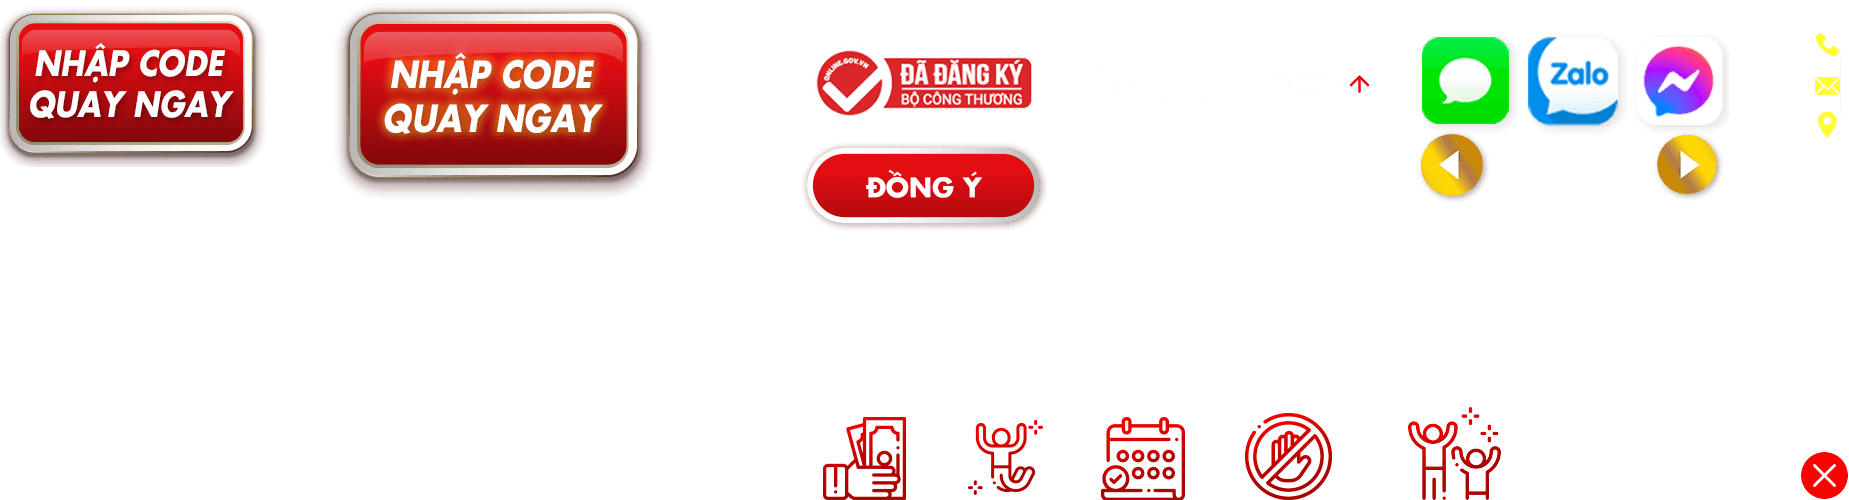 NHẬP CODE
QUAY NGAY
NHẬP CODE
QUAY NGAY
ONLINE.GOV.VN
ĐÃ ĐĂNG KÝ
BỘ CÔNG THƯƠNG
Zalo
ĐỒNG Ý